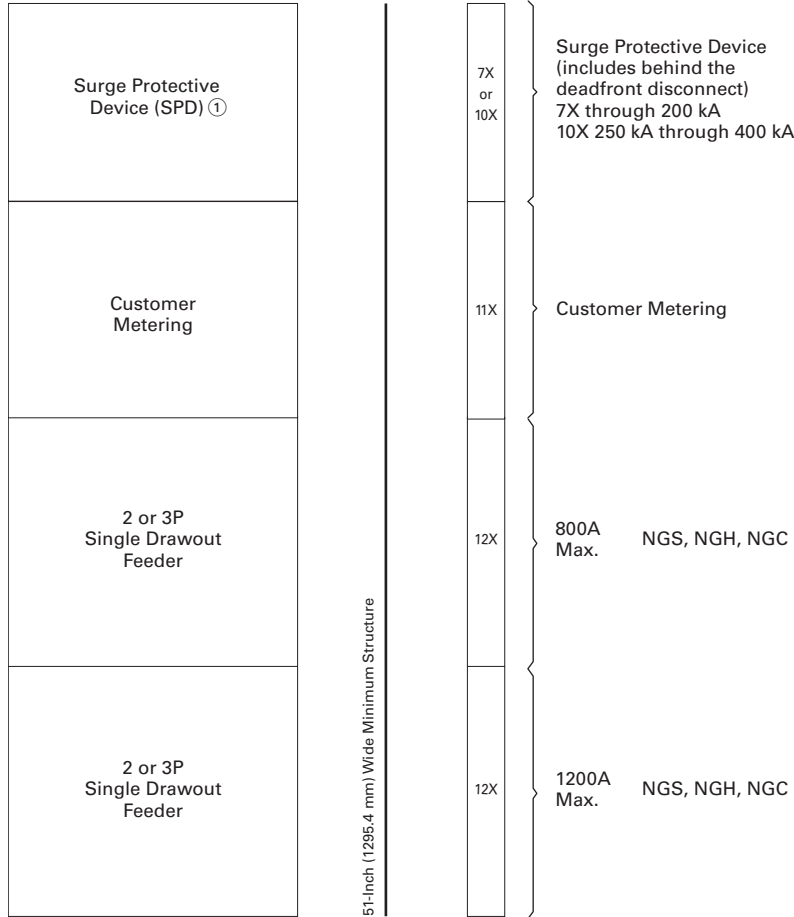 Surge Protective
Device (SPD) ①
7X
or
10X
Surge Protective Device
(includes behind the
deadfront disconnect)
7X through 200 kA
10X 250 kA through 400 kA
Customer
Metering
11X
Customer Metering
2 or 3P
Single Drawout
Feeder
12X
800A
Max.
NGS, NGH, NGC
51-Inch (1295.4 mm) Wide Minimum Structure
2 or 3P
Single Drawout
Feeder
12X
1200A
Max.
NGS, NGH, NGC